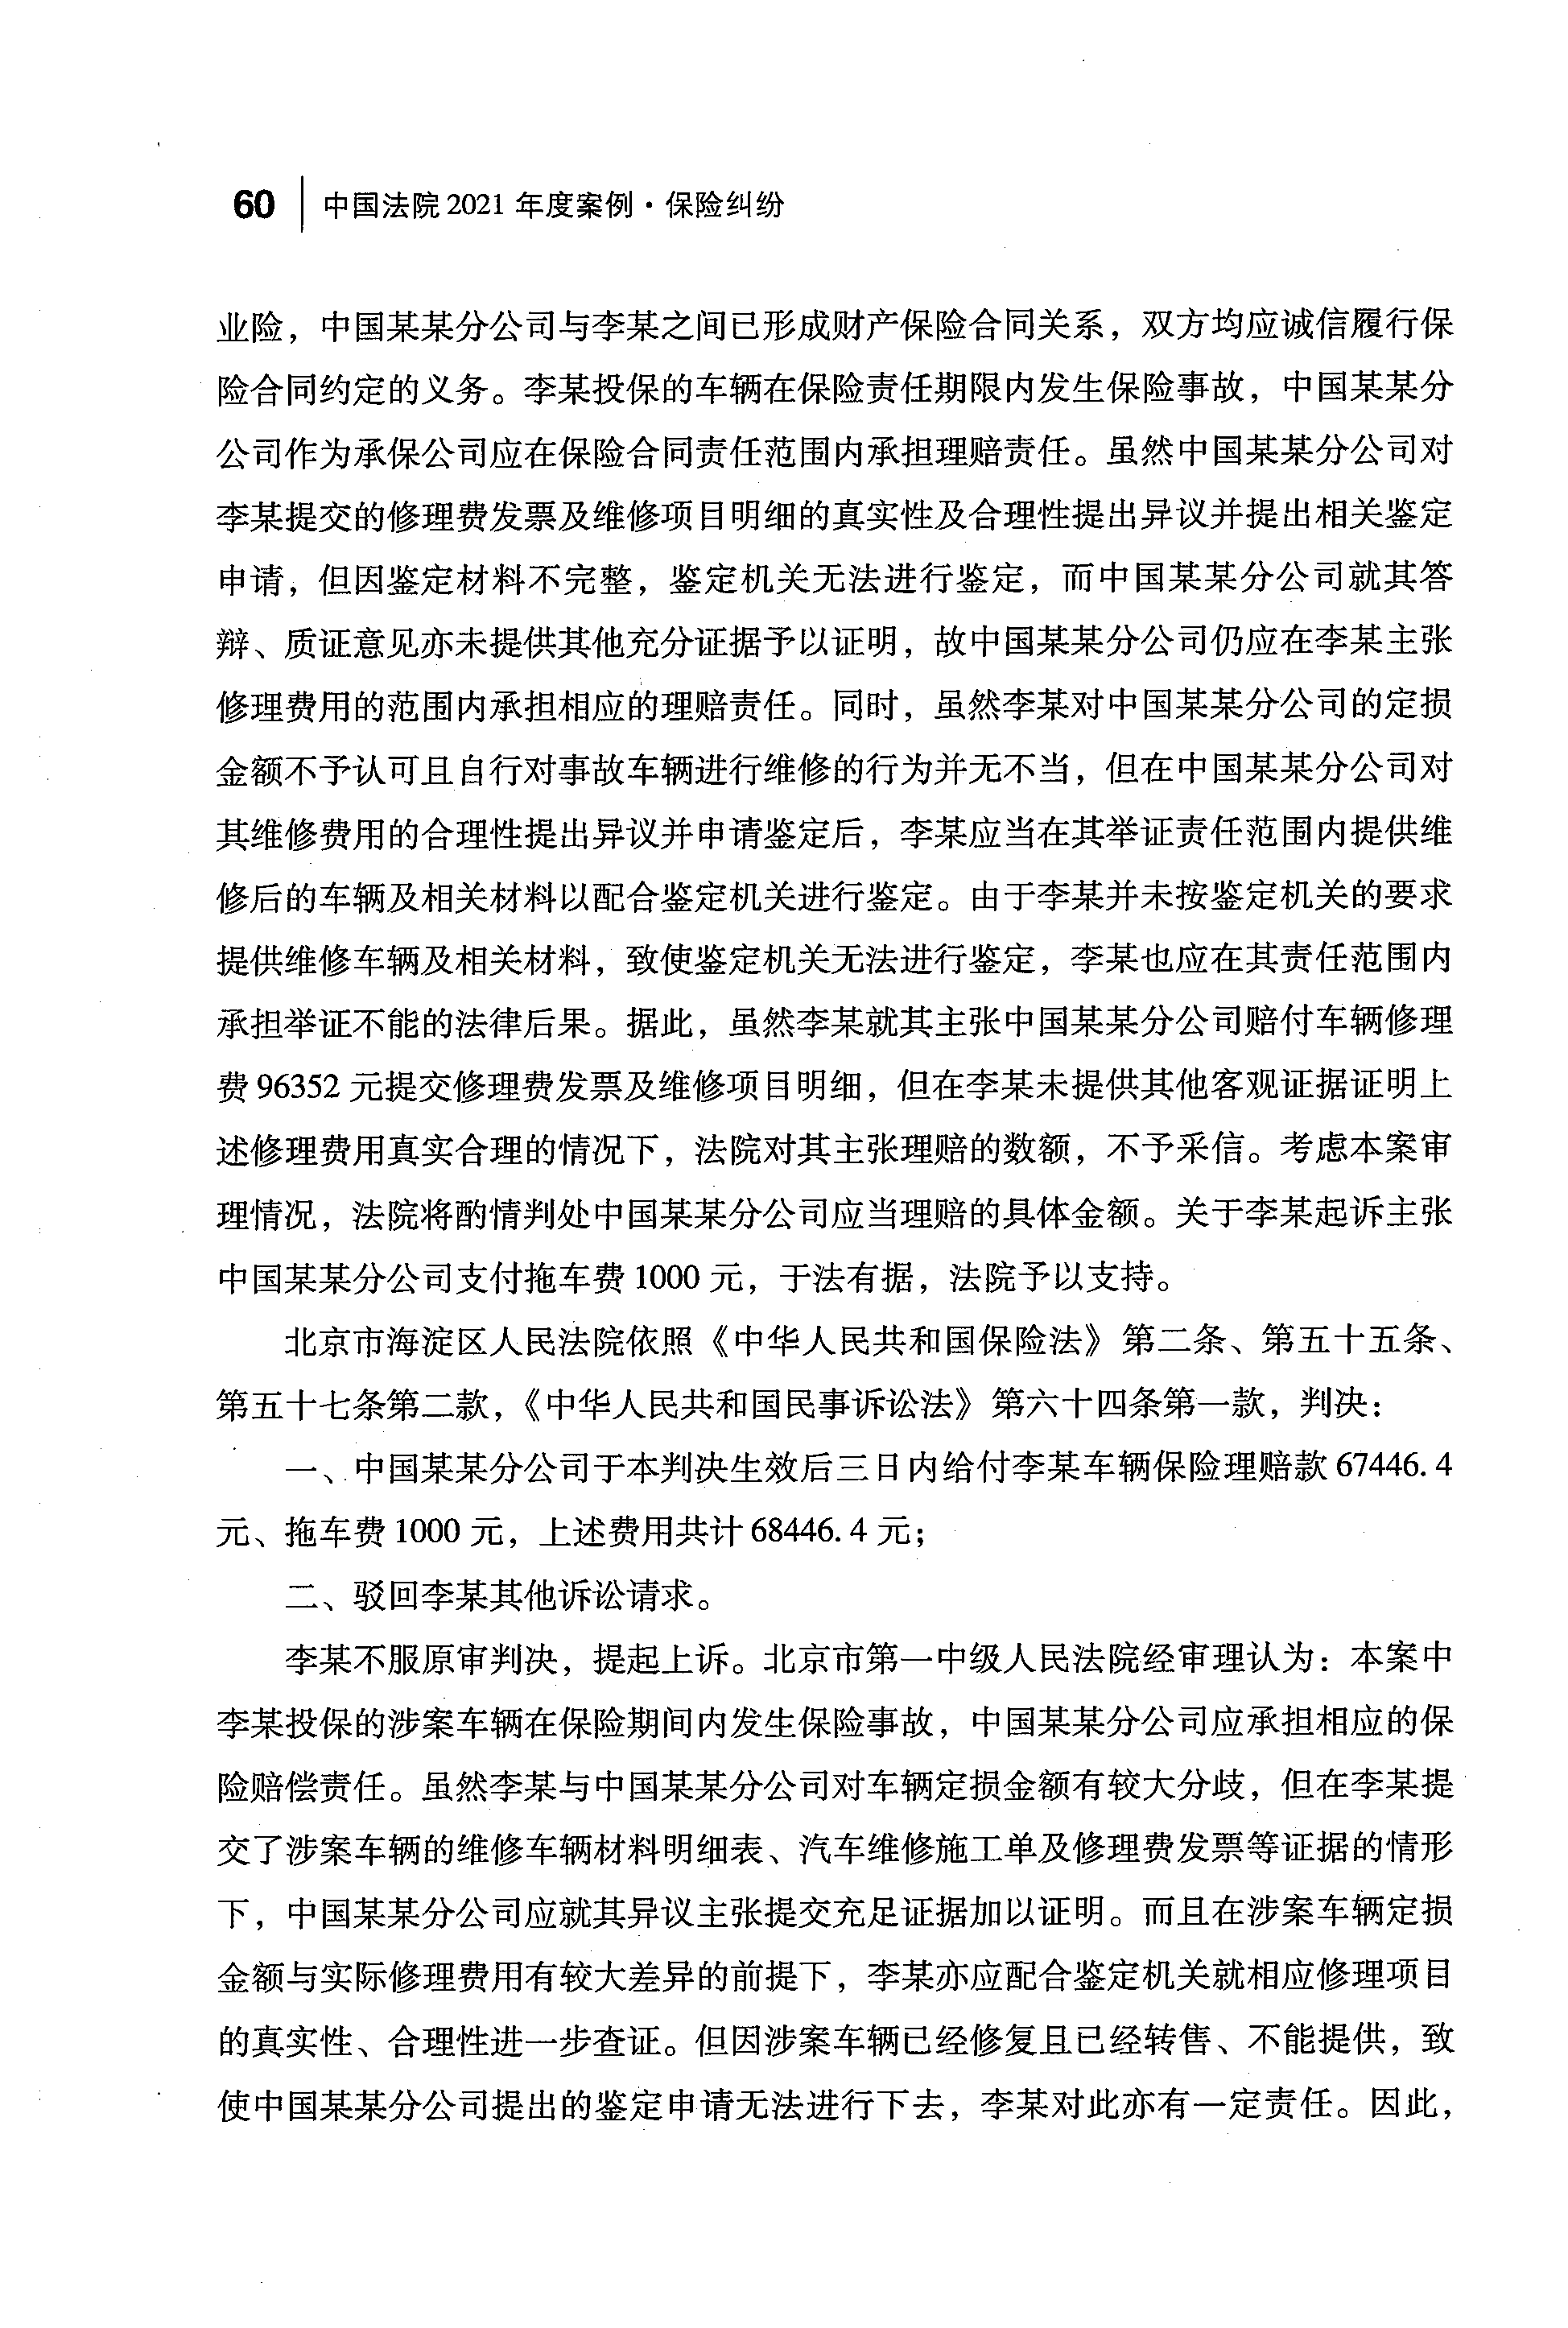 60 中国法院2021年度案例·保险纠纷
业险，中国某某分公司与李某之间已形成财产保险合同关系，双方均应诚信履行保
险合同约定的义务。李某投保的车辆在保险责任期限内发生保险事故，中国某某分
公司作为承保公司应在保险合同责任范围内承担理赔责任。虽然中国某某分公司对
李某提交的修理费发票及维修项目明细的真实性及合理性提出异议并提出相关鉴定
申请，但因鉴定材料不完整，鉴定机关无法进行鉴定，而中国某某分公司就其答
辩、质证意见亦未提供其他充分证据予以证明，故中国某某分公司仍应在李某主张
修理费用的范围内承担相应的理赔责任。同时，虽然李某对中国某某分公司的定损
金额不予认可且自行对事故车辆进行维修的行为并无不当，但在中国某某分公司对
其维修费用的合理性提出异议并申请鉴定后，李某应当在其举证责任范围内提供维
修后的车辆及相关材料以配合鉴定机关进行鉴定。由于李某并未按鉴定机关的要求
提供维修车辆及相关材料，致使鉴定机关无法进行鉴定，李某也应在其责任范围内
承担举证不能的法律后果。据此，虽然李某就其主张中国某某分公司赔付车辆修理
费96352元提交修理费发票及维修项目明细，但在李某未提供其他客观证据证明上
述修理费用真实合理的情况下，法院对其主张理赔的数额，不予采信。考虑本案审
理情况，法院将酌情判处中国某某分公司应当理赔的具体金额。关于李某起诉主张
中国某某分公司支付拖车费1000元，于法有据，法院予以支持。
北京市海淀区人民法院依照《中华人民共和国保险法》第二条、第五十五条、
第五十七条第二款，《中华人民共和国民事诉讼法》第六十四条第一款，判决：
一、中国某某分公司于本判决生效后三日内给付李某车辆保险理赔款67446.4
元、拖车费1000元，上述费用共计68446.4元；
二、驳回李某其他诉讼请求。
李某不服原审判决，提起上诉。北京市第一中级人民法院经审理认为：本案中
李某投保的涉案车辆在保险期间内发生保险事故，中国某某分公司应承担相应的保
险赔偿责任。虽然李某与中国某某分公司对车辆定损金额有较大分歧，但在李某提
交了涉案车辆的维修车辆材料明细表、汽车维修施工单及修理费发票等证据的情形
下，中国某某分公司应就其异议主张提交充足证据加以证明。而且在涉案车辆定损
金额与实际修理费用有较大差异的前提下，李某亦应配合鉴定机关就相应修理项目
的真实性、合理性进一步查证。但因涉案车辆已经修复且已经转售、不能提供，致
使中国某某分公司提出的鉴定申请无法进行下去，李某对此亦有一定责任。因此，